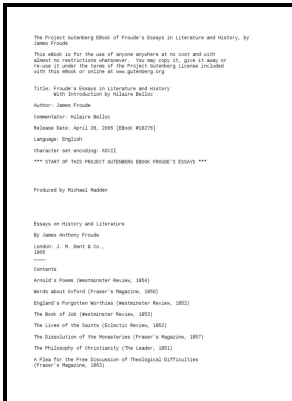 The Project Gutenberg EBook of Froude's Essays in Literature and History, by
James Froude
This eBook is for the use of anyone anywhere at no cost and with
almost no restrictions whatsoever.  You may copy it, give it away or
re-use it under the terms of the Project Gutenberg License included
with this eBook or online at www.gutenberg.org
Title: Froude's Essays in Literature and History
With Introduction by Hilaire Belloc
Author: James Froude
Commentator: Hilaire Belloc
Release Date: April 28, 2006 [EBook #18276]
Language: English
Character set encoding: ASCII
*** START OF THIS PROJECT GUTENBERG EBOOK FROUDE'S ESSAYS ***
Produced by Michael Madden
Essays on History and Literature
By James Anthony Froude
London: J. M. Dent & Co.,
1906
Contents
Arnold's Poems (Westminster Review, 1854)
Words about Oxford (Fraser's Magazine, 1850)
England's Forgotten Worthies (Westminster Review, 1852)
The Book of Job (Westminster Review, 1853)
The Lives of the Saints (Eclectic Review, 1852)
The Dissolution of the Monasteries (Fraser's Magazine, 1857)
The Philosophy of Christianity (The Leader, 1851)
A Plea for the Free Discussion of Theological Difficulties
(Fraser's Magazine, 1863)